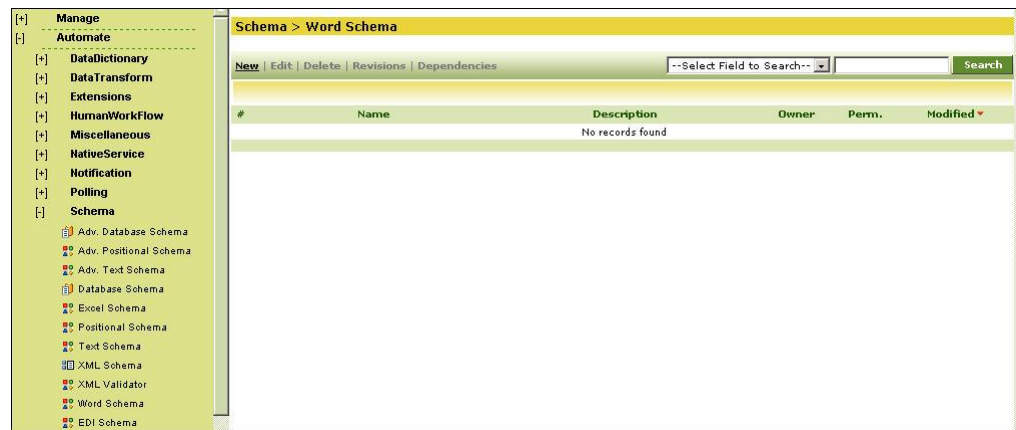 [+] Manage
[-] Automate
[+] DataDictionary
[+] DataTransform
[+] Extensions
[+] HumanWorkFlow
[+] Miscellaneous
[+] NativeService
[+] Notification
[+] Polling
[-] Schema
Adv. Database Schema
Adv. Positional Schema
Adv. Text Schema
Database Schema
Excel Schema
Positional Schema
Text Schema
XML Schema
XML Validator
Word Schema
EDI Schema
Schema > Word Schema
New | Edit | Delete | Revisions | Dependencies --Select Field to Search-- Search
# Name Description Owner Perm. Modified
No records found